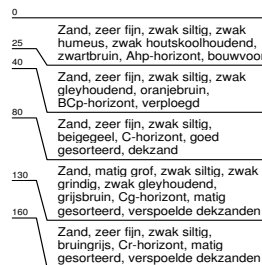 0
Zand, zeer fijn, zwak siltig, zwak
humeus, zwak houtskoolhoudend,
zwartbruin, Ahp-horizont, bouwvoor
25
40
Zand, zeer fijn, zwak siltig, zwak
gleyhoudend, oranjebruin,
BCp-horizont, verploegd
80
Zand, zeer fijn, zwak siltig,
beigegeel, C-horizont, goed
gesorteerd, dekzand
130
Zand, matig grof, zwak siltig, zwak
grindig, zwak gleyhoudend,
grijsbruin, Cg-horizont, matig
gesorteerd, verspoelde dekzanden
160
Zand, zeer fijn, zwak siltig,
bruingrijs, Cr-horizont, matig
gesorteerd, verspoelde dekzanden